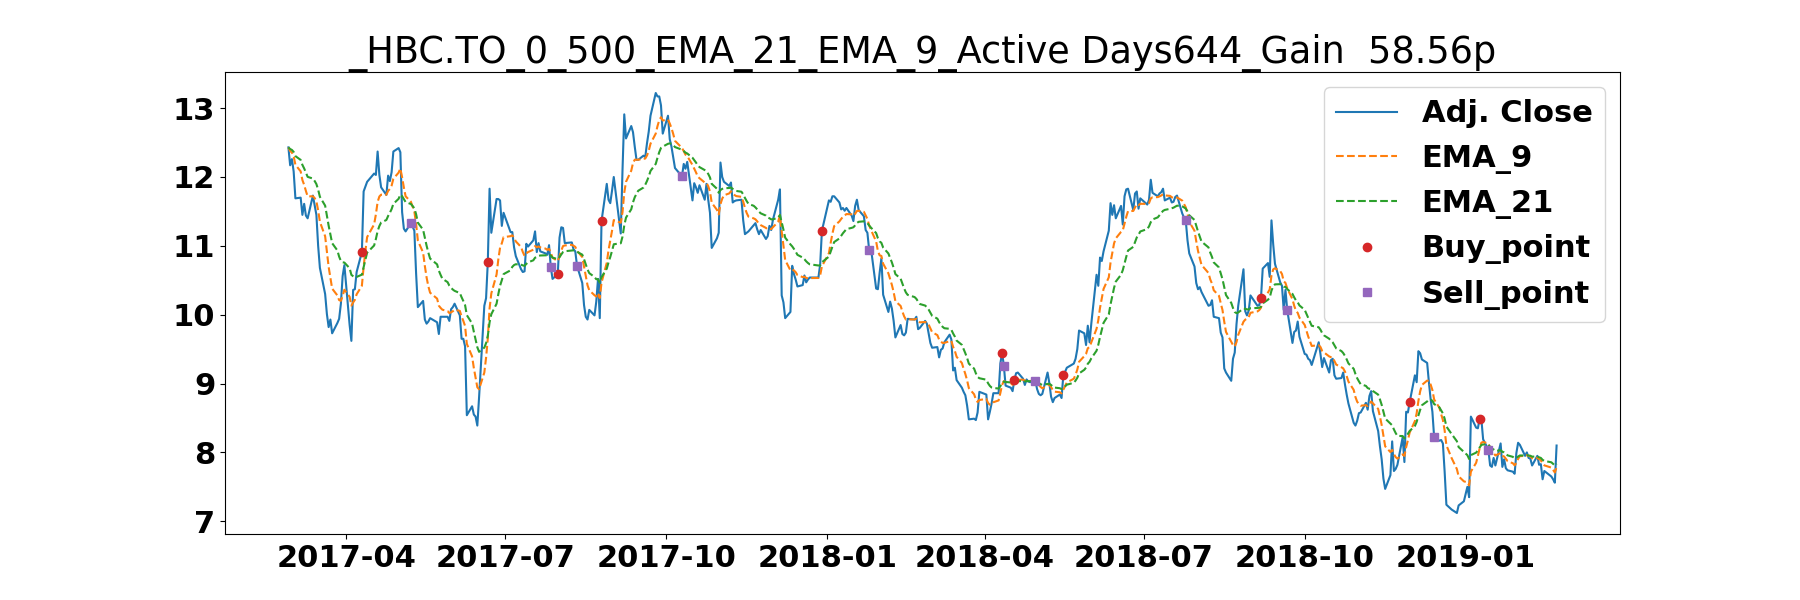 _HBC.TO_0_500_EMA_21_EMA_9_Active Days644_Gain  58.56p
13
12
11
10
9
8
7
Adj. Close
EMA_9
EMA_21
Buy_point
Sell_point
2017-04 2017-07 2017-10 2018-01 2018-04 2018-07 2018-10 2019-01